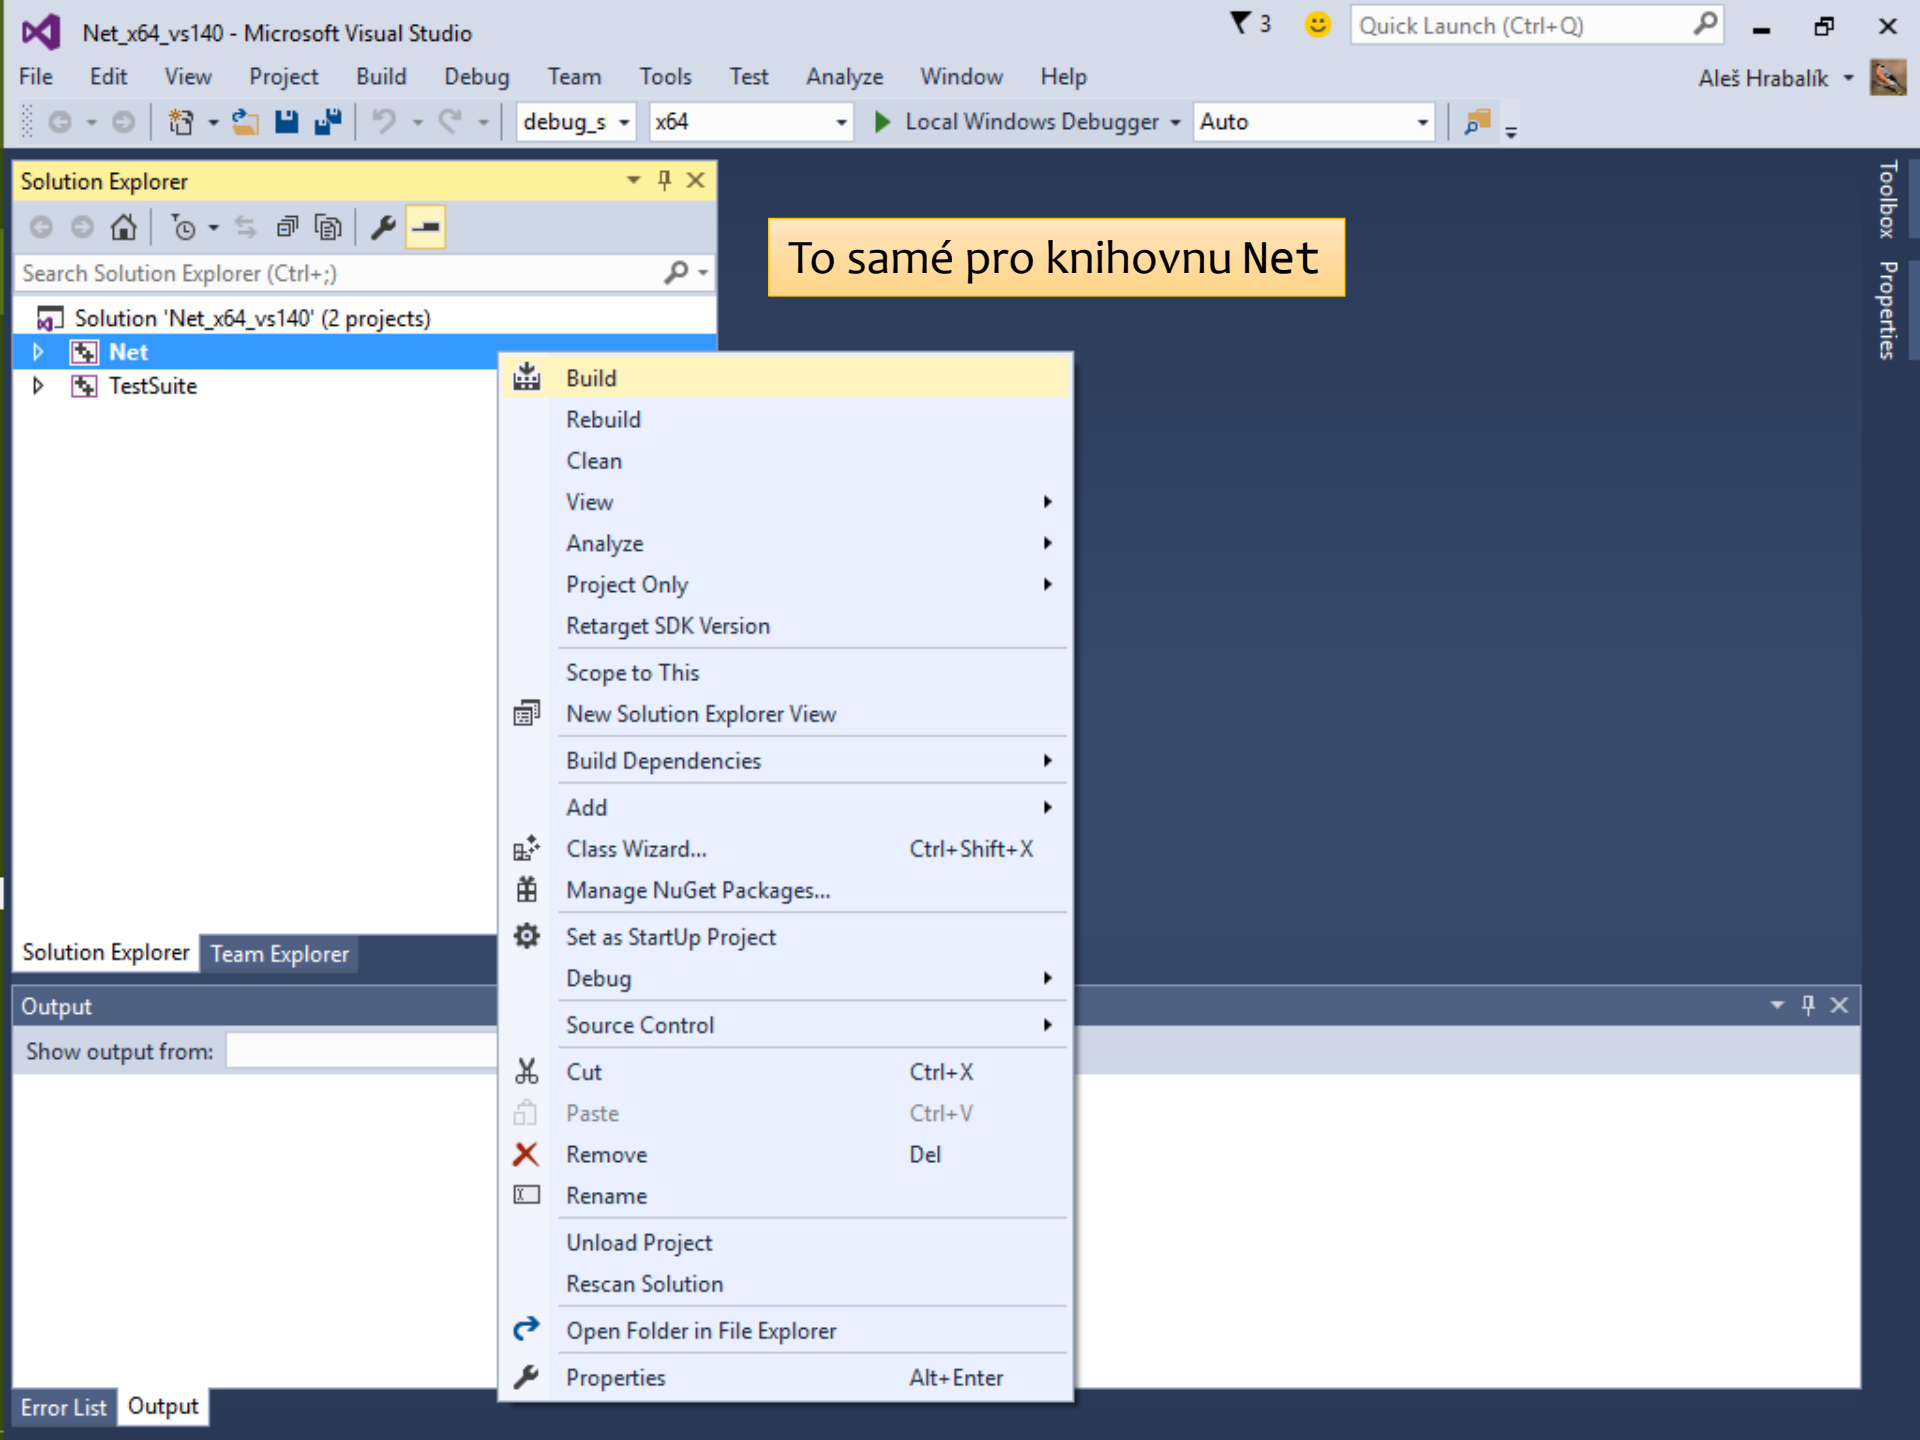 Net_x64_vs140 - Microsoft Visual Studio
3
Quick Launch (Ctrl+Q)
File Edit View Project Build Debug Team Tools Test Analyze Window Help
Aleš Hrabalík
debug_s
x64
Local Windows Debugger
Auto
Solution Explorer
Search Solution Explorer (Ctrl+;)
Solution 'Net_x64_vs140' (2 projects)
Net
TestSuite
To samé pro knihovnu Net
Toolbox
Properties
Build
Rebuild
Clean
View
Analyze
Project Only
Retarget SDK Version
Scope to This
New Solution Explorer View
Build Dependencies
Add
Class Wizard... Ctrl+Shift+X
Manage NuGet Packages...
Set as StartUp Project
Debug
Source Control
Cut Ctrl+X
Paste Ctrl+V
Remove Del
Rename
Unload Project
Rescan Solution
Open Folder in File Explorer
Properties Alt+Enter
Solution Explorer Team Explorer
Output
Show output from:
Error List Output